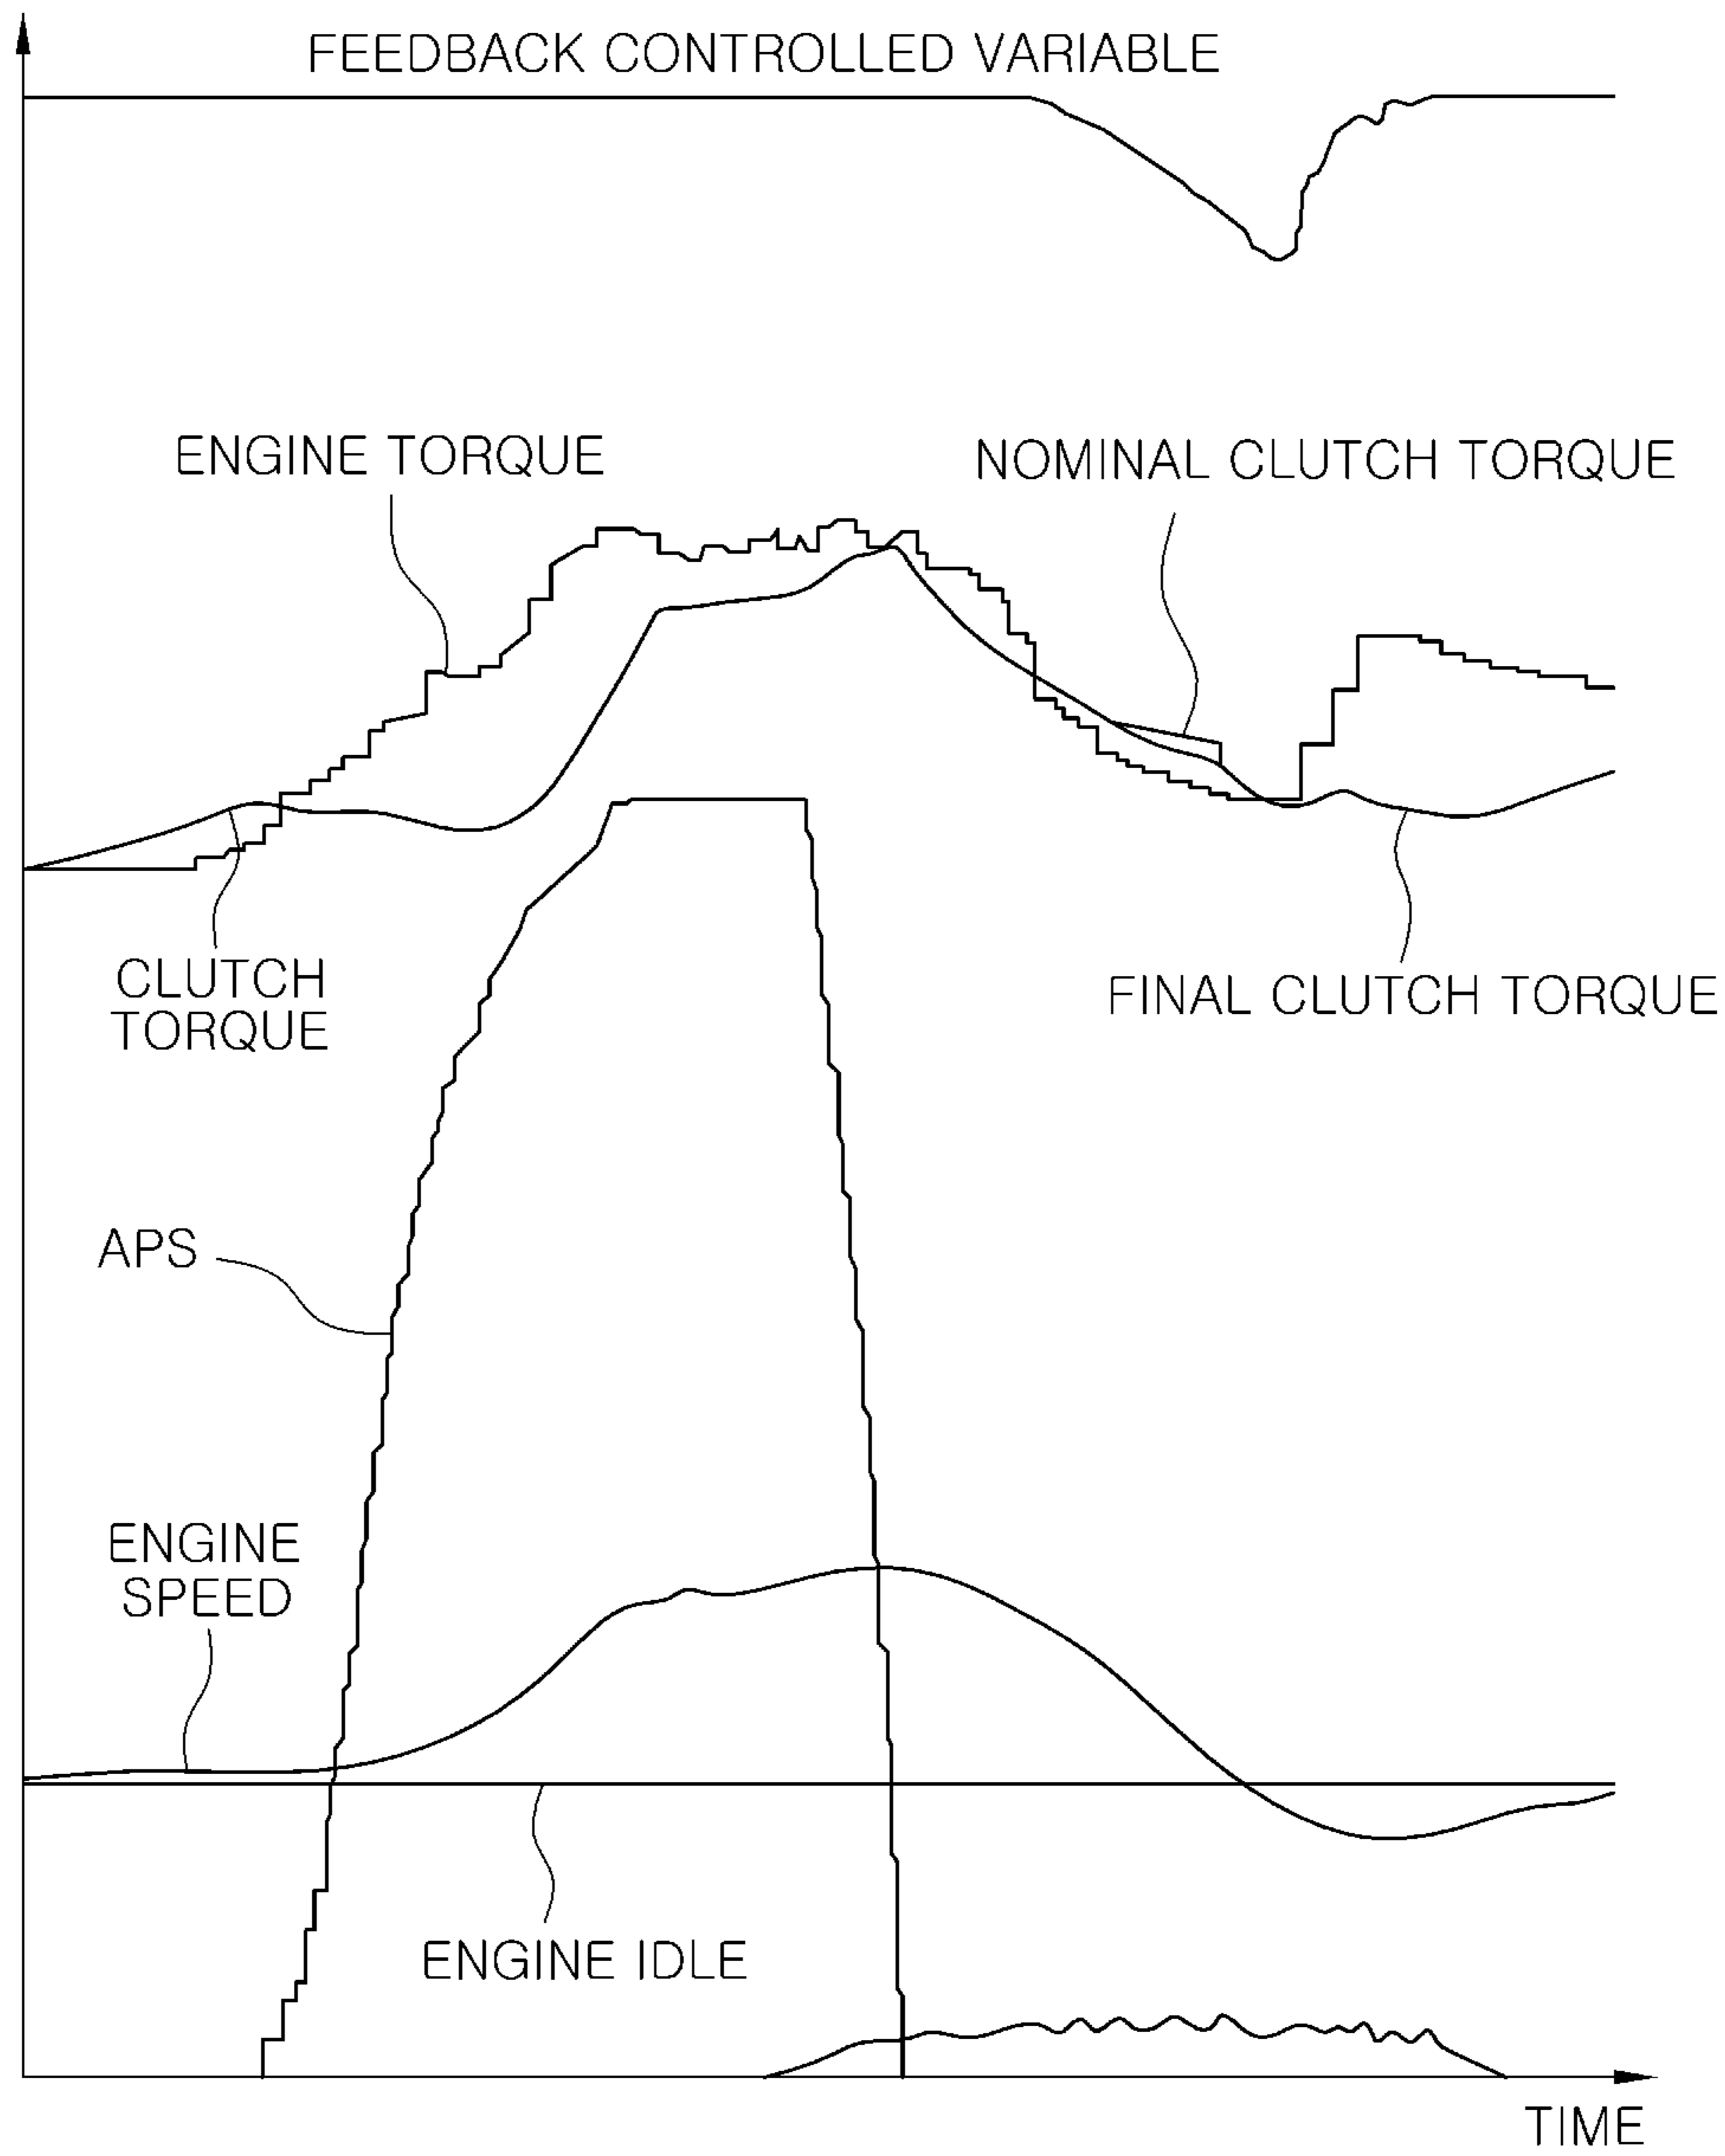 FEEDBACK CONTROLLED VARIABLE
ENGINE TORQUE
NOMINAL CLUTCH TORQUE
CLUTCH
TORQUE
FINAL CLUTCH TORQUE
APS
ENGINE
SPEED
ENGINE IDLE
TIME